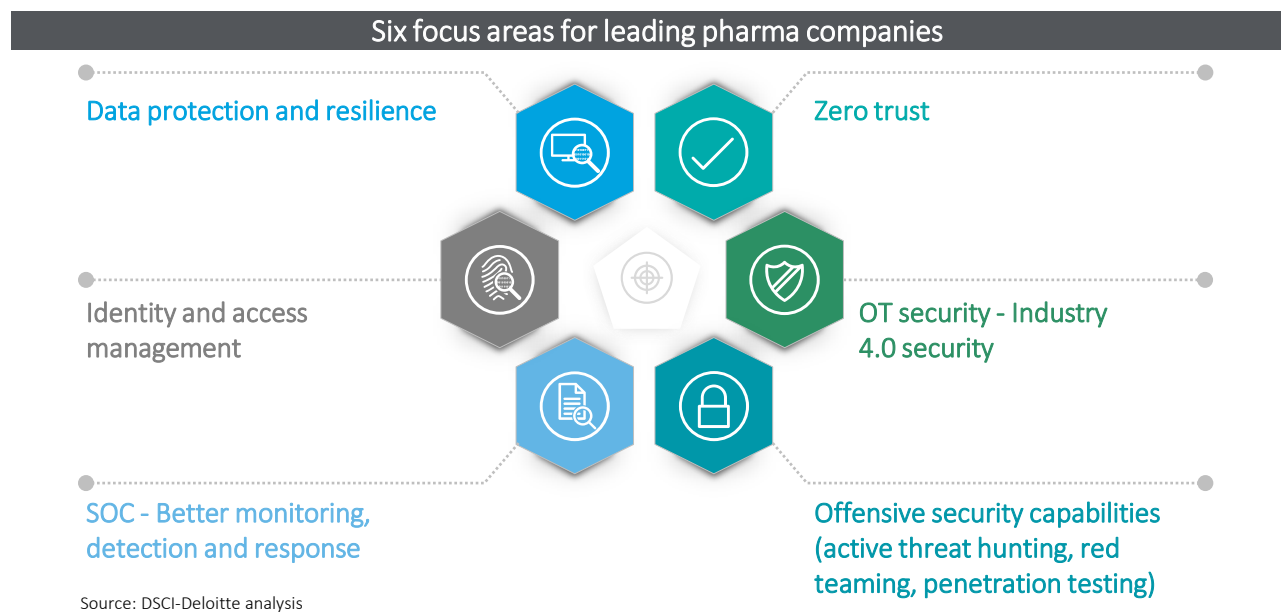 Six focus areas for leading pharma companies
Data protection and resilience
Zero trust
Identity and access
management
OT security - Industry
4.0 security
SOC - Better monitoring,
detection and response
Offensive security capabilities
(active threat hunting, red
teaming, penetration testing)
Source: DSCI-Deloitte analysis